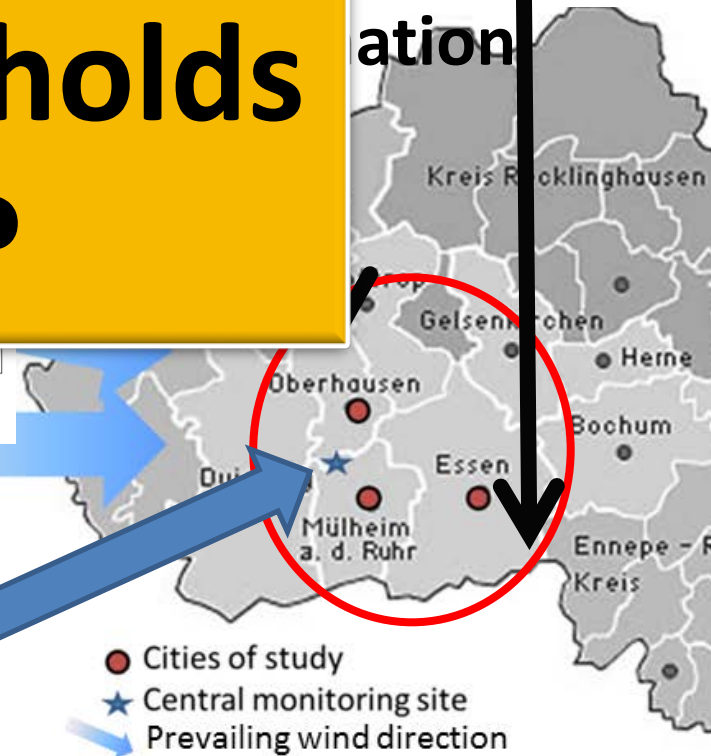 holds
ation
Kreis Recklinghausen
Gelsenkirchen
Herne
Oberhausen
Bochum
Essen
Mülheim
a. d. Ruhr
Ennepe - R
Kreis
Cities of study
Central monitoring site
Prevailing wind direction